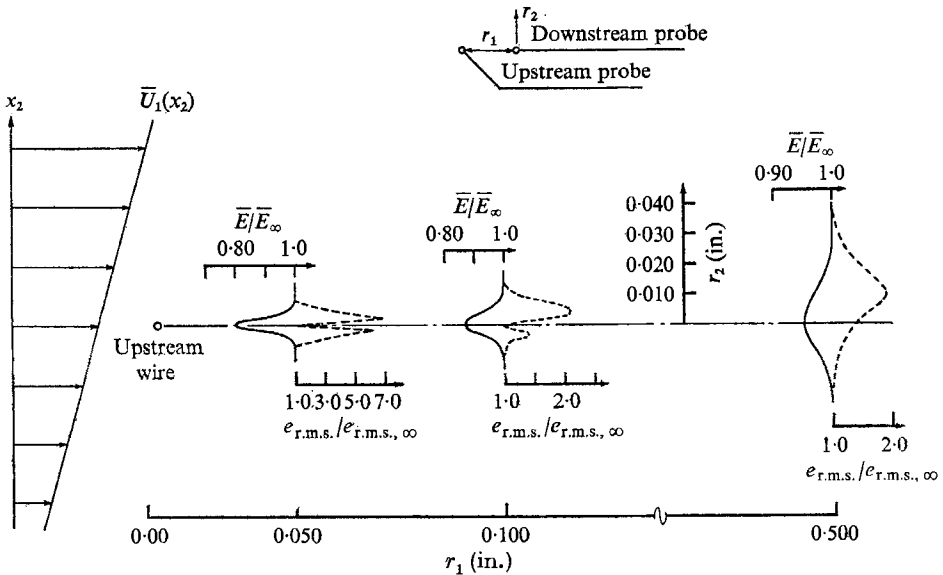 r₂
r₁
Downstream probe
Upstream probe
x₂
U̅₁(x₂)
E̅/E̅∞
0·90 1·0
E̅/E̅∞
0·80 1·0
E̅/E̅∞
0·80 1·0
0·040
0·030
0·020
0·010
r₂ (in.)
Upstream
wire
1·0 3·0 5·0 7·0
e r.m.s./e r.m.s., ∞
1·0 2·0
e r.m.s./e r.m.s., ∞
1·0 2·0
e r.m.s./e r.m.s., ∞
0·00 0·050 0·100 0·500
r₁ (in.)